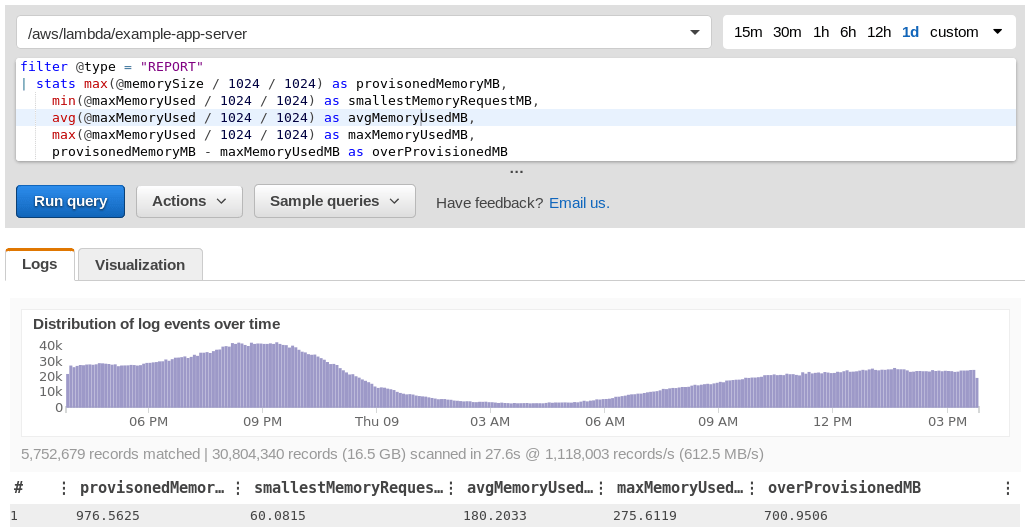 /aws/lambda/example-app-server
15m 30m 1h 6h 12h 1d custom
filter @type = "REPORT"
| stats max(@memorySize / 1024 / 1024) as provisonedMemoryMB,
min(@maxMemoryUsed / 1024 / 1024) as smallestMemoryRequestMB,
avg(@maxMemoryUsed / 1024 / 1024) as avgMemoryUsedMB,
max(@maxMemoryUsed / 1024 / 1024) as maxMemoryUsedMB,
provisonedMemoryMB - maxMemoryUsedMB as overProvisionedMB
Run query Actions Sample queries Have feedback? Email us.
Logs Visualization
Distribution of log events over time
40k
30k
20k
10k
0
06 PM 09 PM Thu 09 03 AM 06 AM 09 AM 12 PM 03 PM
5,752,679 records matched | 30,804,340 records (16.5 GB) scanned in 27.6s @ 1,118,003 records/s (612.5 MB/s)
# provisonedMemor... smallestMemoryReques... avgMemoryUsed... maxMemoryUsed... overProvisionedMB
1 976.5625 60.0815 180.2033 275.6119 700.9506